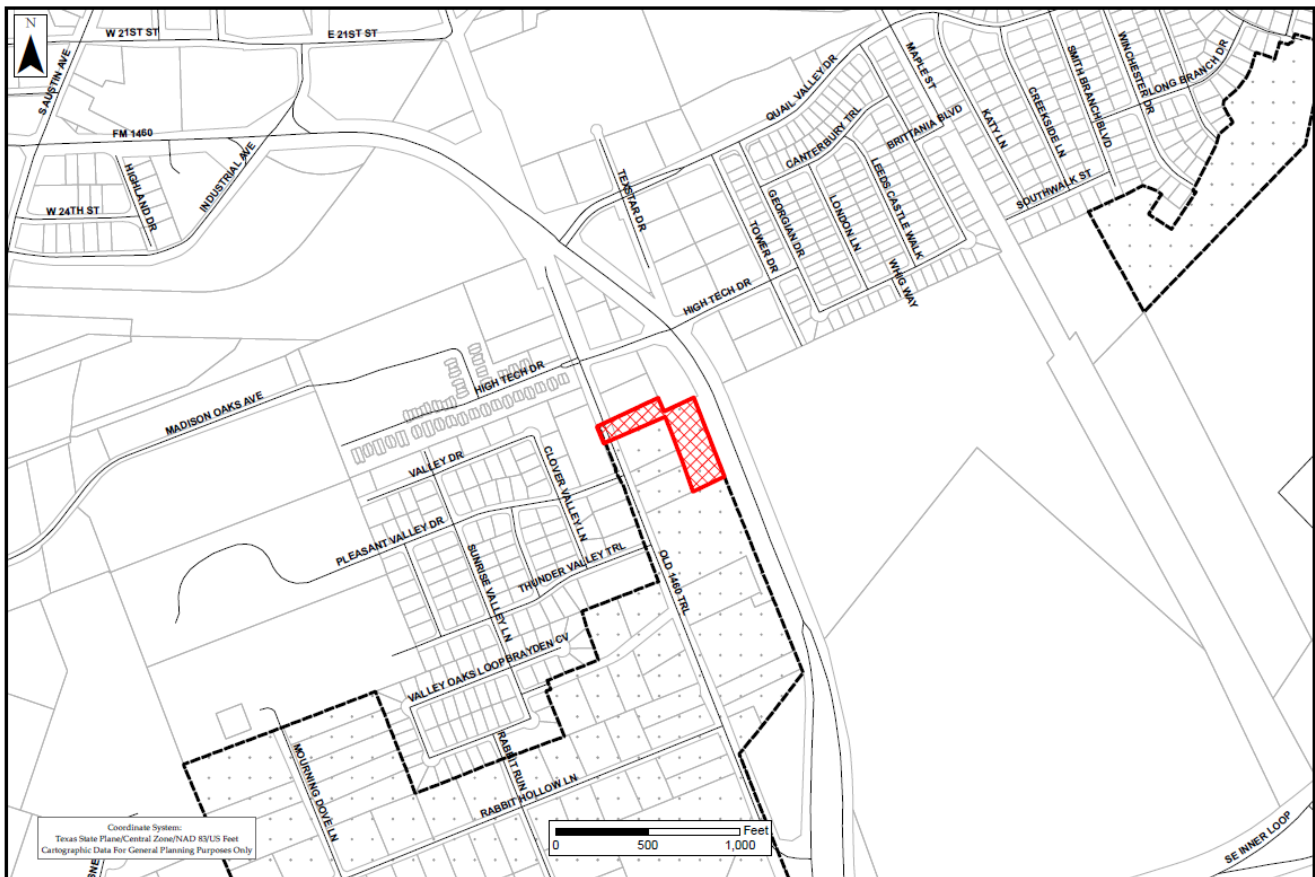 N
W 21ST ST
E 21ST ST
S AUSTIN AVE
FM 1460
HIGHLAND DR
INDUSTRIAL AVE
W 24TH ST
TEXSTAR DR
QUAIL VALLEY DR
MAPLE ST
KATY LN
CREEKSIDE LN
SMITH BRANCH BLVD
WINCHESTER DR
LONG BRANCH DR
CANTERBURY TRL
BRITTANIA BLVD
SOUTHWALK ST
TOWER DR
GEORGIAN DR
LONDON LN
LEEDS CASTLE WALK
WHIG WAY
HIGH TECH DR
HIGH TECH DR
MADISON OAKS AVE
VALLEY DR
CLOVER VALLEY LN
PLEASANT VALLEY DR
SUNRISE VALLEY LN
THUNDER VALLEY TRL
OLD 1460 TRL
VALLEY OAKS LOOP
BRAYDEN CV
MOURNING DOVE LN
RABBIT RUN
RABBIT HOLLOW LN
SE INNER LOOP
Coordinate System:
Texas State Plane/Central Zone/NAD 83/US Feet
Cartographic Data For General Planning Purposes Only
Feet
0 500 1,000